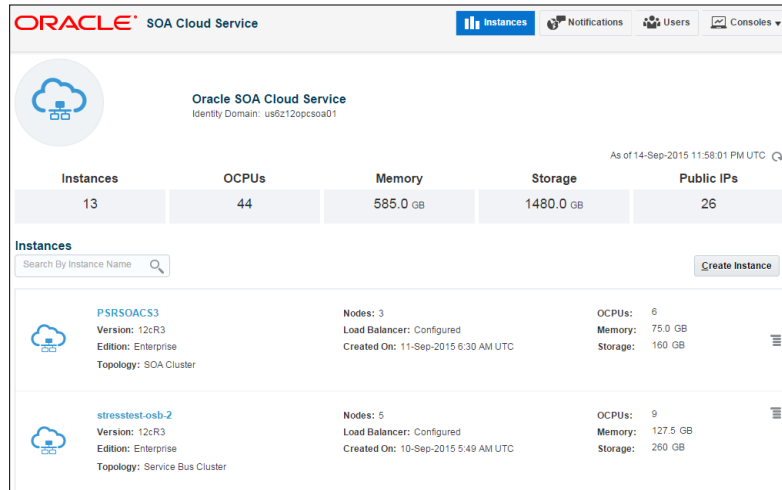 ORACLE® SOA Cloud Service
Instances Notifications Users Consoles
Oracle SOA Cloud Service
Identity Domain: us6z12opcsoa01
As of 14-Sep-2015 11:58:01 PM UTC
Instances OCPUs Memory Storage Public IPs
13 44 585.0 GB 1480.0 GB 26
Instances
Search By Instance Name
Create Instance
PSRSOACS3 Nodes: 3 OCPUs: 6
Version: 12cR3 Load Balancer: Configured Memory: 75.0 GB
Edition: Enterprise Created On: 11-Sep-2015 6:30 AM UTC Storage: 160 GB
Topology: SOA Cluster
stresstest-osb-2 Nodes: 5 OCPUs: 9
Version: 12cR3 Load Balancer: Configured Memory: 127.5 GB
Edition: Enterprise Created On: 10-Sep-2015 5:49 AM UTC Storage: 260 GB
Topology: Service Bus Cluster